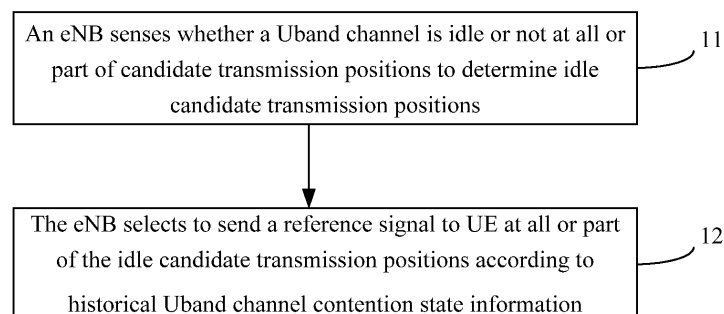 An eNB senses whether a Uband channel is idle or not at all or
part of candidate transmission positions to determine idle
candidate transmission positions
11
The eNB selects to send a reference signal to UE at all or part
of the idle candidate transmission positions according to
historical Uband channel contention state information
12